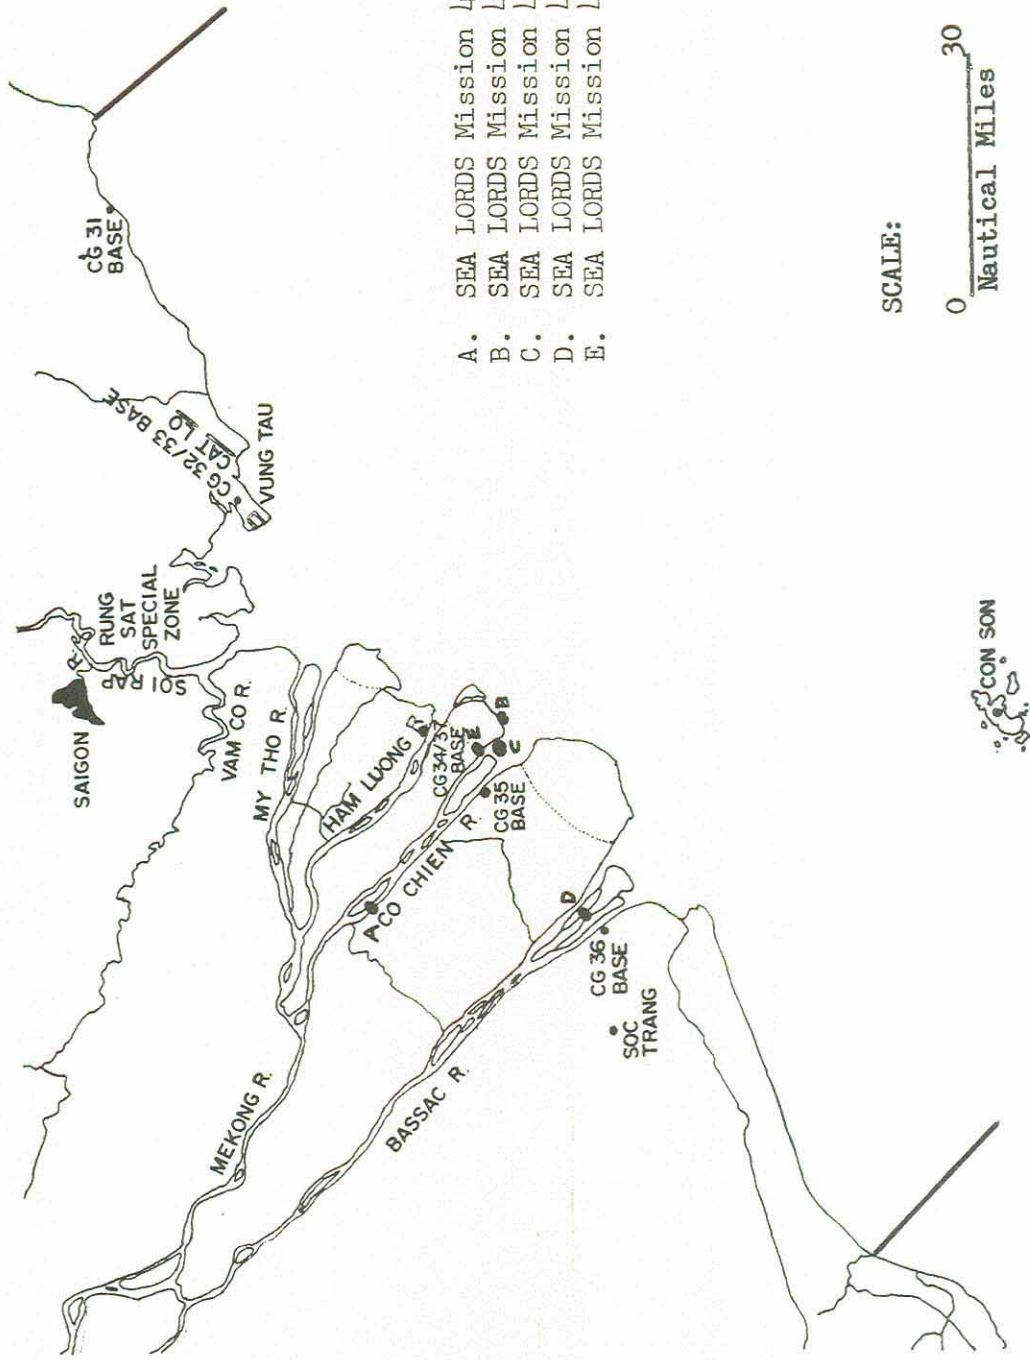 CG 31
BASE
CG 32/33 BASE
CAT LO
VUNG TAU
RUNG
SAT
SPECIAL
ZONE
SOI RAP R.
SAIGON
VAM CO R.
MY THO R.
HAM LUONG R.
CG 34/37
BASE
E
B
C
CG 35
BASE
CO CHIEN R.
A
D
CG 36
BASE
SOC
TRANG
MEKONG R.
BASSAC R.
CON SON
A. SEA LORDS Mission
B. SEA LORDS Mission
C. SEA LORDS Mission
D. SEA LORDS Mission
E. SEA LORDS Mission
SCALE:
0 30
Nautical Miles